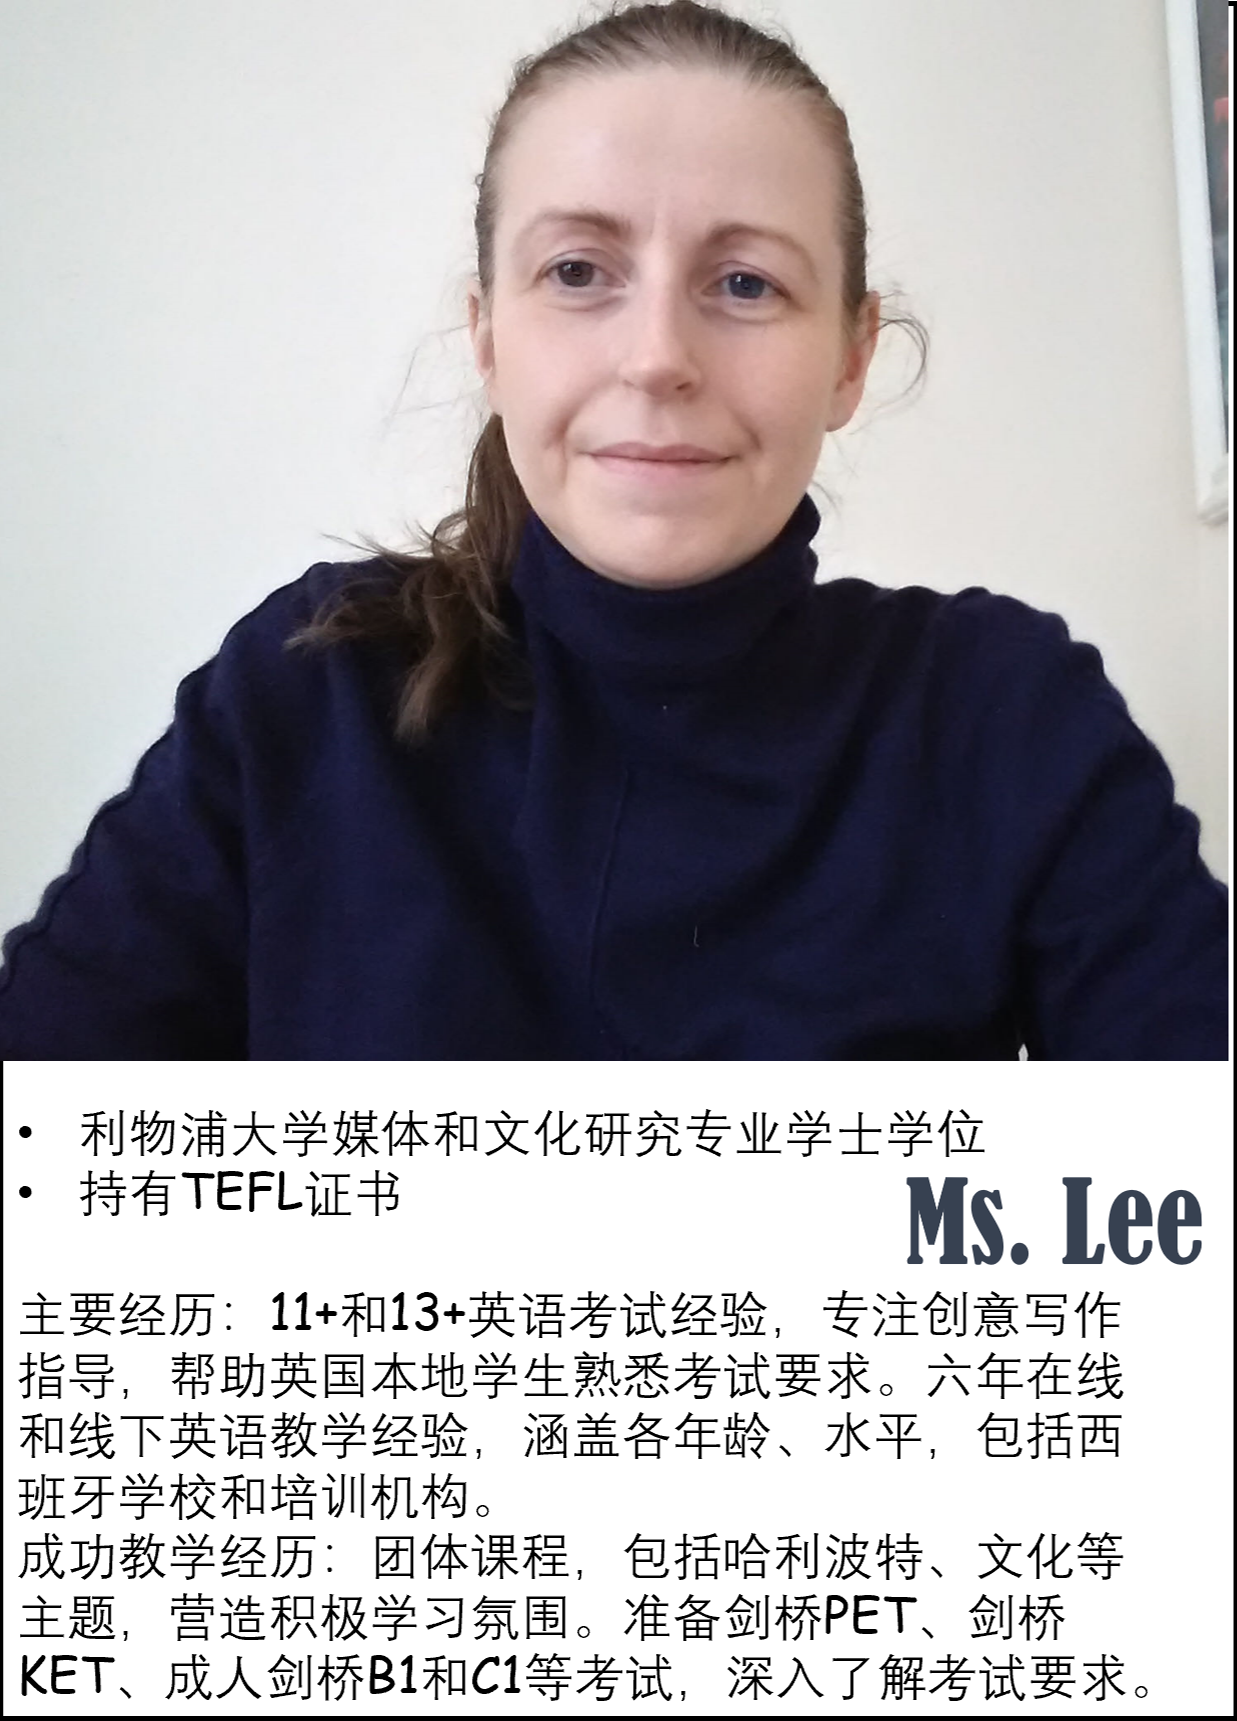 • 利物浦大学媒体和文化研究专业学士学位
• 持有TEFL证书
Ms. Lee
主要经历：11+和13+英语考试经验，专注创意写作
指导，帮助英国本地学生熟悉考试要求。六年在线
和线下英语教学经验，涵盖各年龄、水平，包括西
班牙学校和培训机构。
成功教学经历：团体课程，包括哈利波特、文化等
主题，营造积极学习氛围。准备剑桥PET、剑桥
KET、成人剑桥B1和C1等考试，深入了解考试要求。